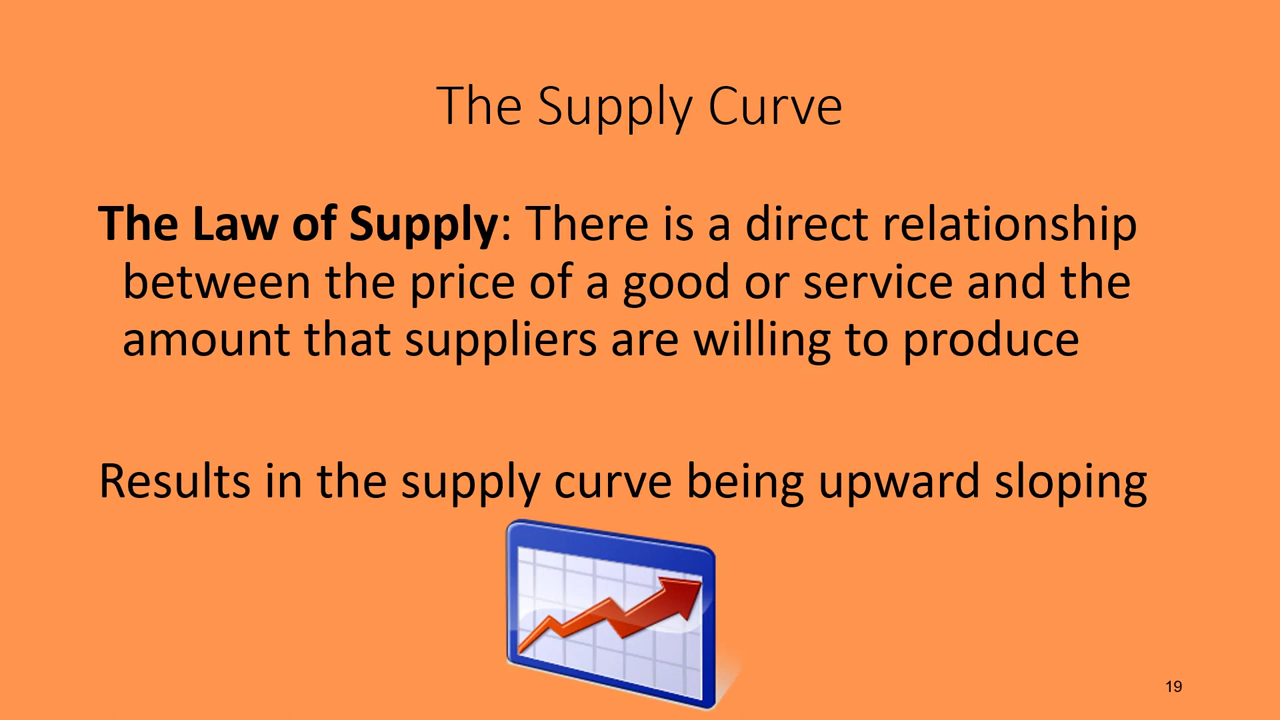 The Supply Curve
The Law of Supply: There is a direct relationship
between the price of a good or service and the
amount that suppliers are willing to produce
Results in the supply curve being upward sloping
19